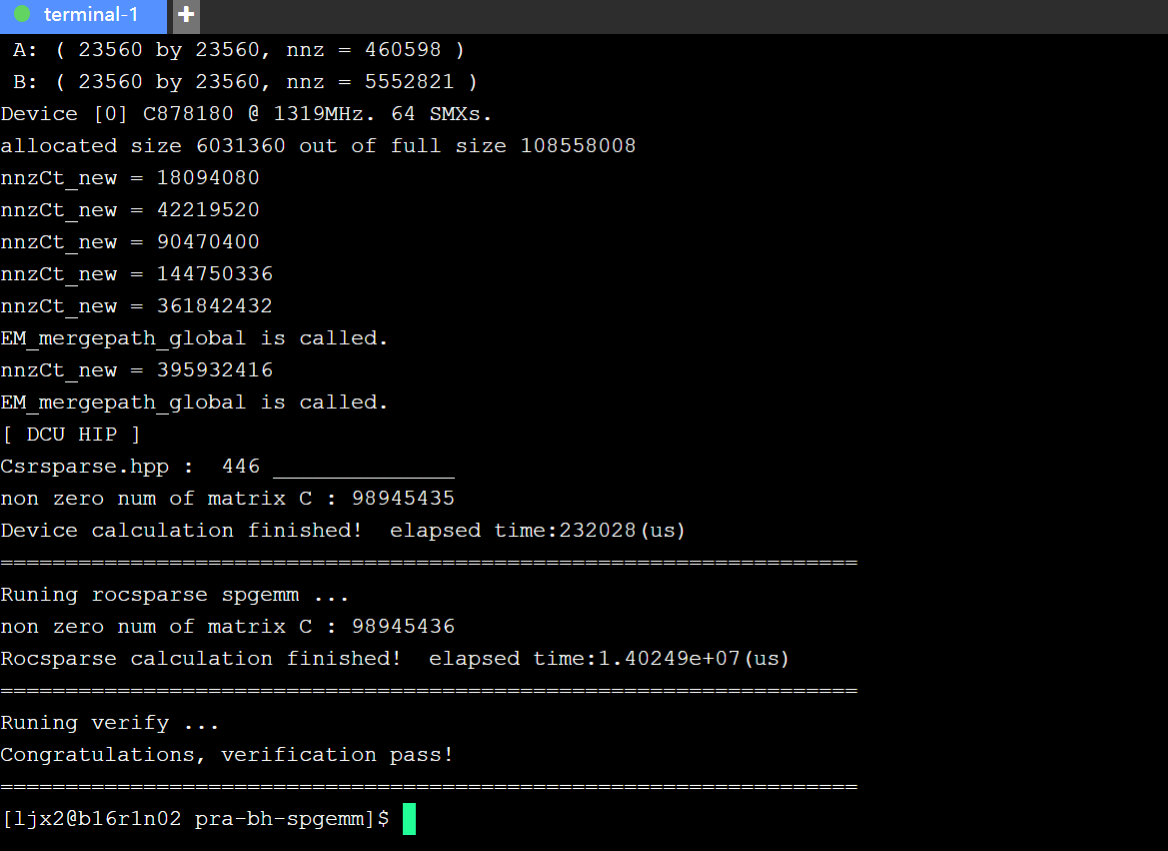 terminal-1 +
A: ( 23560 by 23560, nnz = 460598 )
B: ( 23560 by 23560, nnz = 5552821 )
Device [0] C878180 @ 1319MHz. 64 SMXs.
allocated size 6031360 out of full size 108558008
nnzCt_new = 18094080
nnzCt_new = 42219520
nnzCt_new = 90470400
nnzCt_new = 144750336
nnzCt_new = 361842432
EM_mergepath_global is called.
nnzCt_new = 395932416
EM_mergepath_global is called.
[ DCU HIP ]
Csrsparse.hpp :  446 ______________
non zero num of matrix C : 98945435
Device calculation finished!  elapsed time:232028(us)
==================================================================
Runing rocsparse spgemm ...
non zero num of matrix C : 98945436
Rocsparse calculation finished!  elapsed time:1.40249e+07(us)
==================================================================
Runing verify ...
Congratulations, verification pass!
==================================================================
[ljx2@b16r1n02 pra-bh-spgemm]$